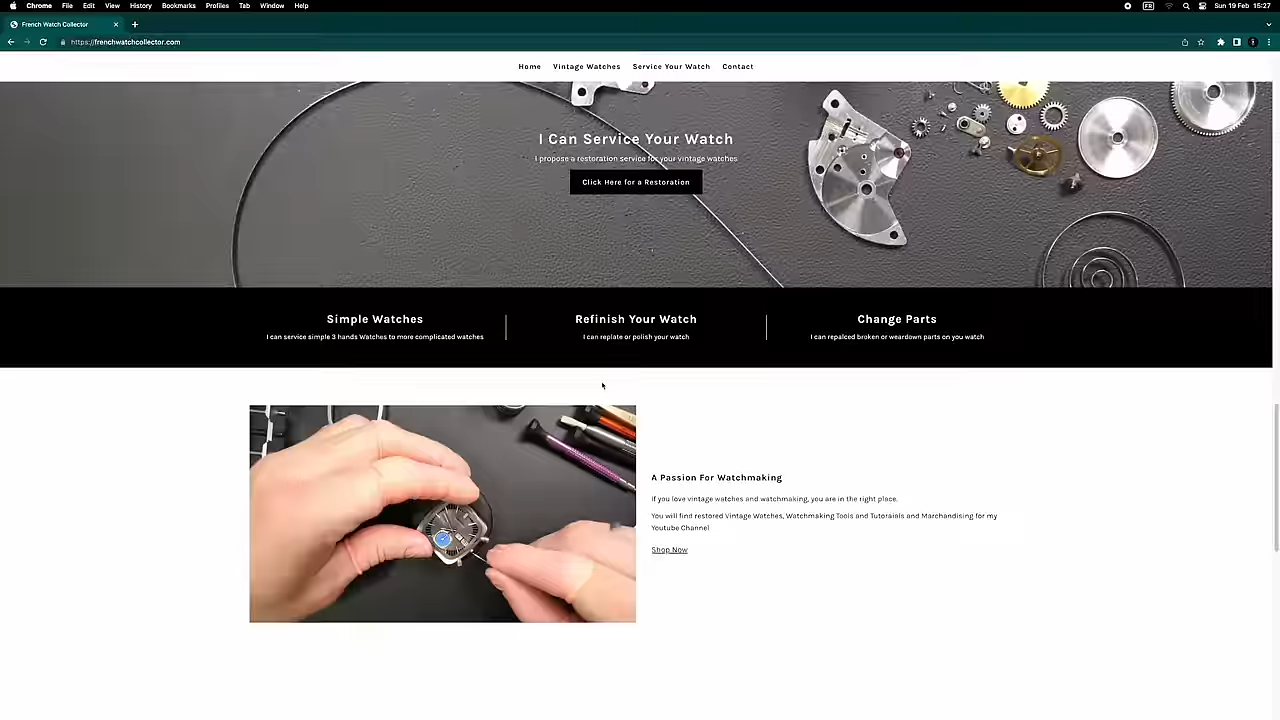 Chrome File Edit View History Bookmarks Profiles Tab Window Help FR Sun 19 Feb 15:27
French Watch Collector
https://frenchwatchcollector.com
Home Vintage Watches Service Your Watch Contact
I Can Service Your Watch
I propose a restoration service for your vintage watches
Click Here for a Restoration
Simple Watches
I can service simple 3 hands Watches to more complicated watches
Refinish Your Watch
I can replate or polish your watch
Change Parts
I can repalced broken or weardown parts on you watch
A Passion For Watchmaking
If you love vintage watches and watchmaking, you are in the right place.
You will find restored Vintage Watches, Watchmaking Tools and Tutoraials and Marchandising for my
Youtube Channel
Shop Now